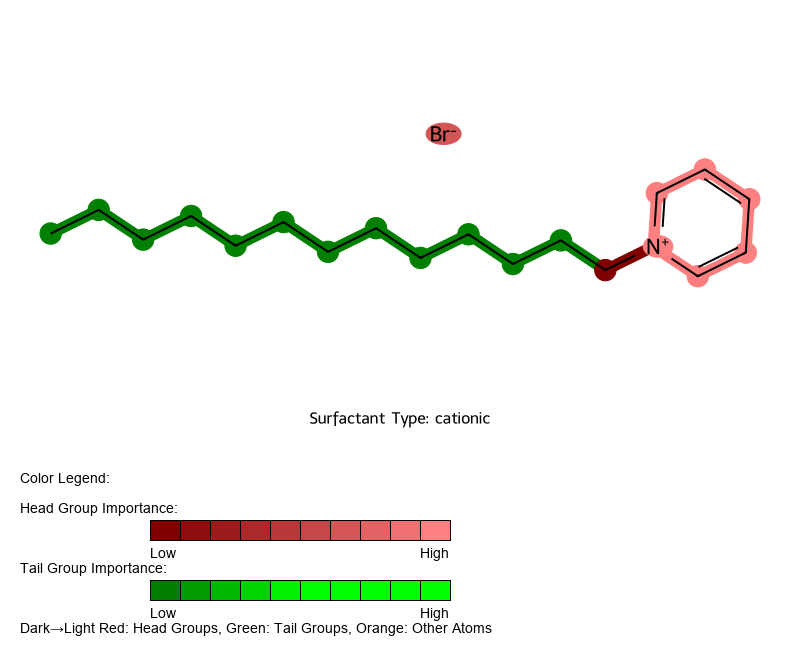 Br⁻
N⁺
Surfactant Type: cationic
Color Legend:
Head Group Importance:
Low High
Tail Group Importance:
Low High
Dark→Light Red: Head Groups, Green: Tail Groups, Orange: Other Atoms